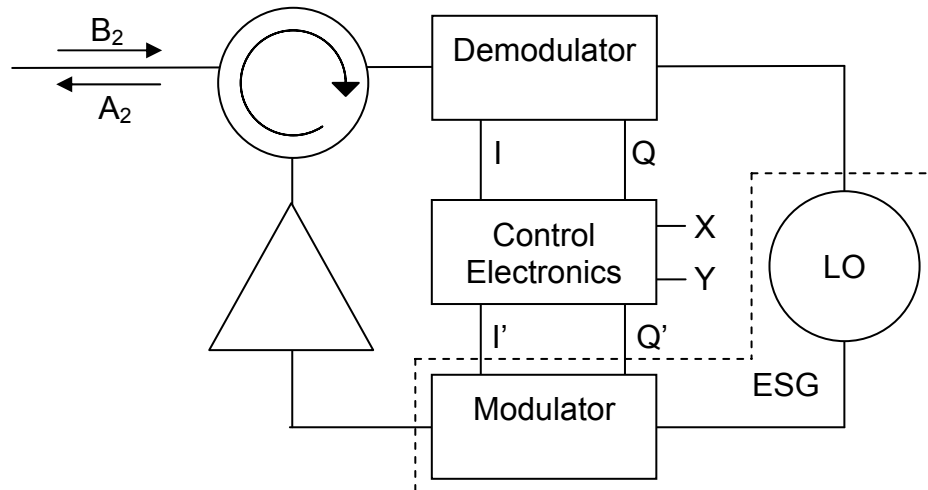 B₂
A₂
Demodulator
I
Q
Control
Electronics
X
Y
LO
I'
Q'
ESG
Modulator